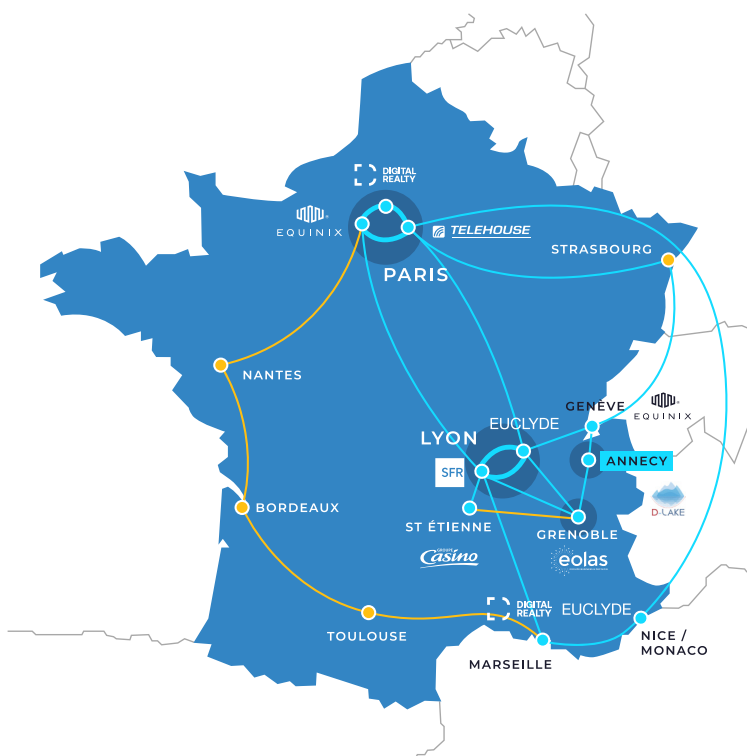 DIGITAL
REALTY
EQUINIX
TELEHOUSE
PARIS
STRASBOURG
NANTES
GENÈVE
EQUINIX
EUCLYDE
LYON
ANNECY
SFR
D-LAKE
BORDEAUX
ST ÉTIENNE
GRENOBLE
GROUPE
Casino
eolas
DIGITAL
REALTY
EUCLYDE
TOULOUSE
NICE /
MONACO
MARSEILLE